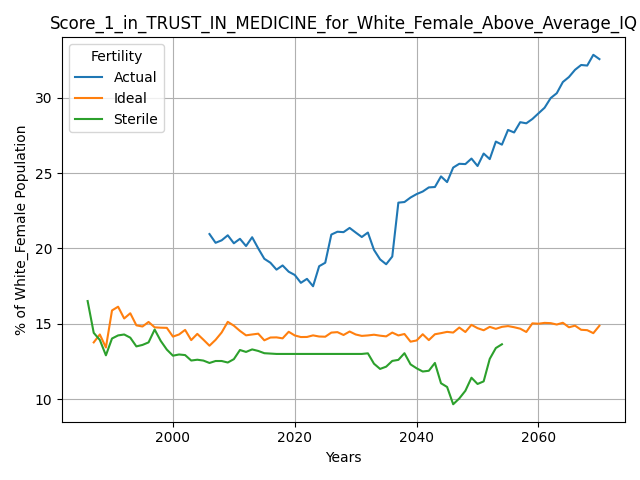 Score_1_in_TRUST_IN_MEDICINE_for_White_Female_Above_Average_IQ
Fertility
Actual
Ideal
Sterile
% of White_Female Population
30
25
20
15
10
2000
2020
2040
2060
Years